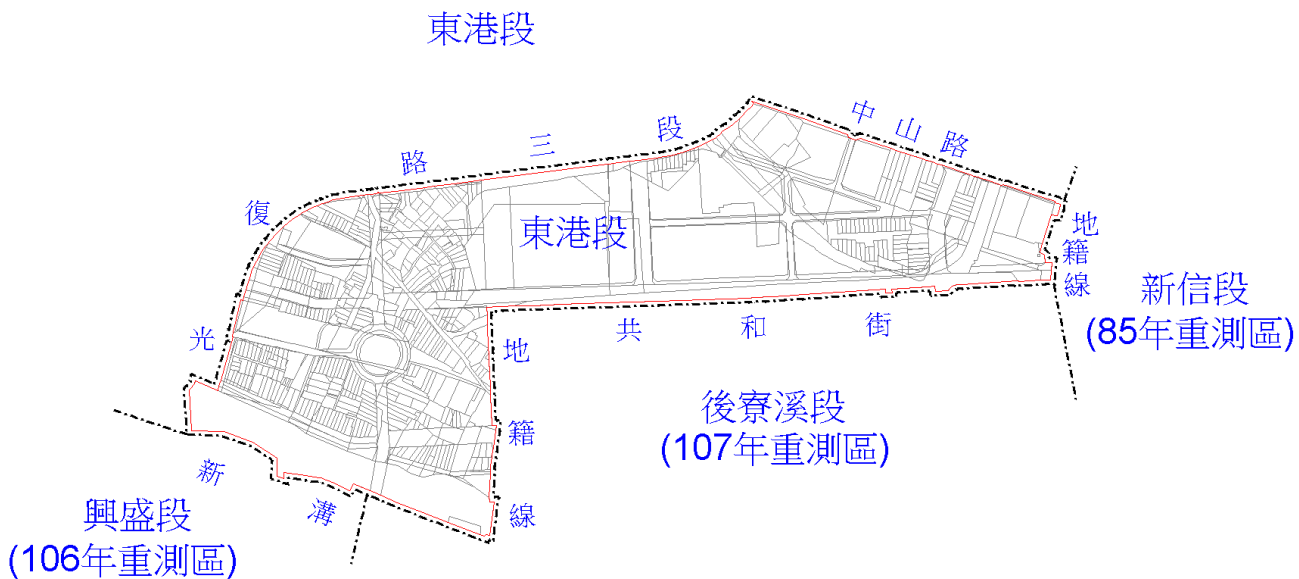 東港段
中山路
光復路三段
東港段
地籍線
新信段
(85年重測區)
共和街
地籍線
後寮溪段
(107年重測區)
新溝
興盛段
(106年重測區)